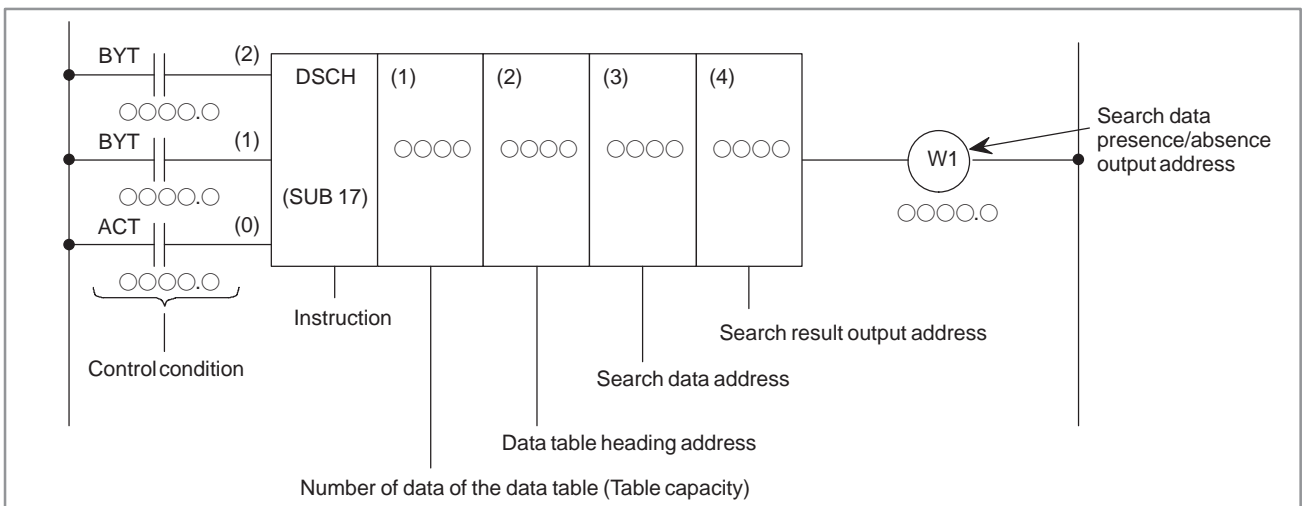 BYT (2)
○○○○.○
BYT (1)
○○○○.○
ACT (0)
○○○○.○
Control condition
DSCH
(SUB 17)
Instruction
(1)
○○○○
(2)
○○○○
(3)
○○○○
(4)
○○○○
W1
○○○○.○
Search data
presence/absence
output address
Search result output address
Search data address
Data table heading address
Number of data of the data table (Table capacity)